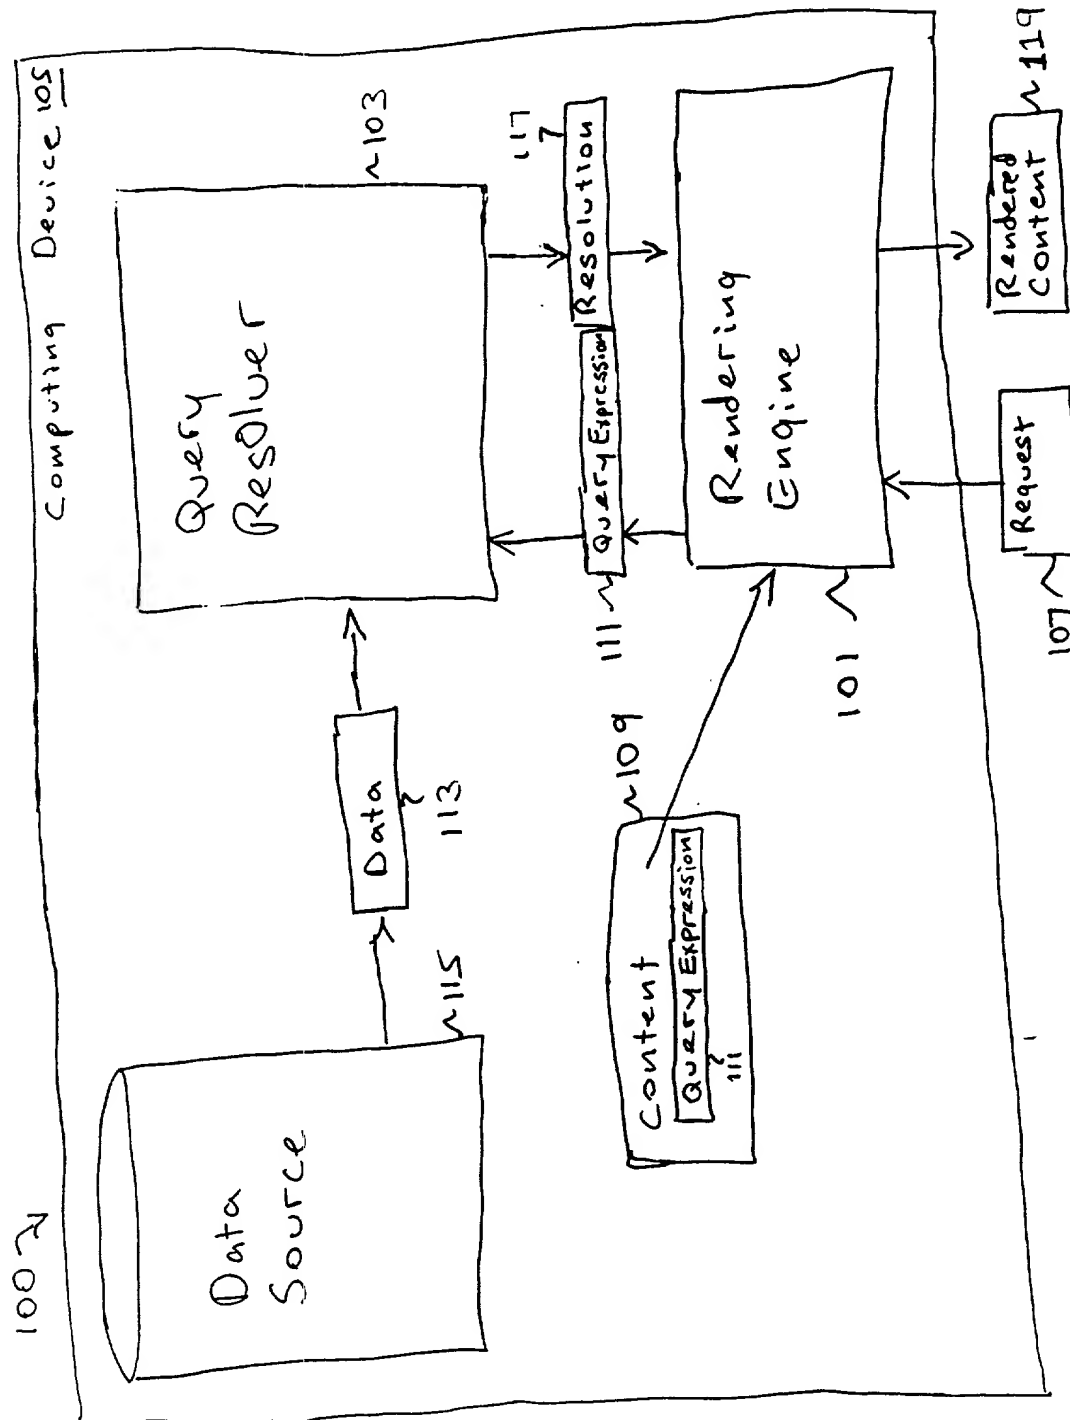 100
Computing Device 105
Data
Source
115
Data
113
Query
Resolver
103
Content
Query Expression
111
109
111
Query Expression
Resolution
117
Rendering
Engine
101
107
Request
Rendered
Content
119